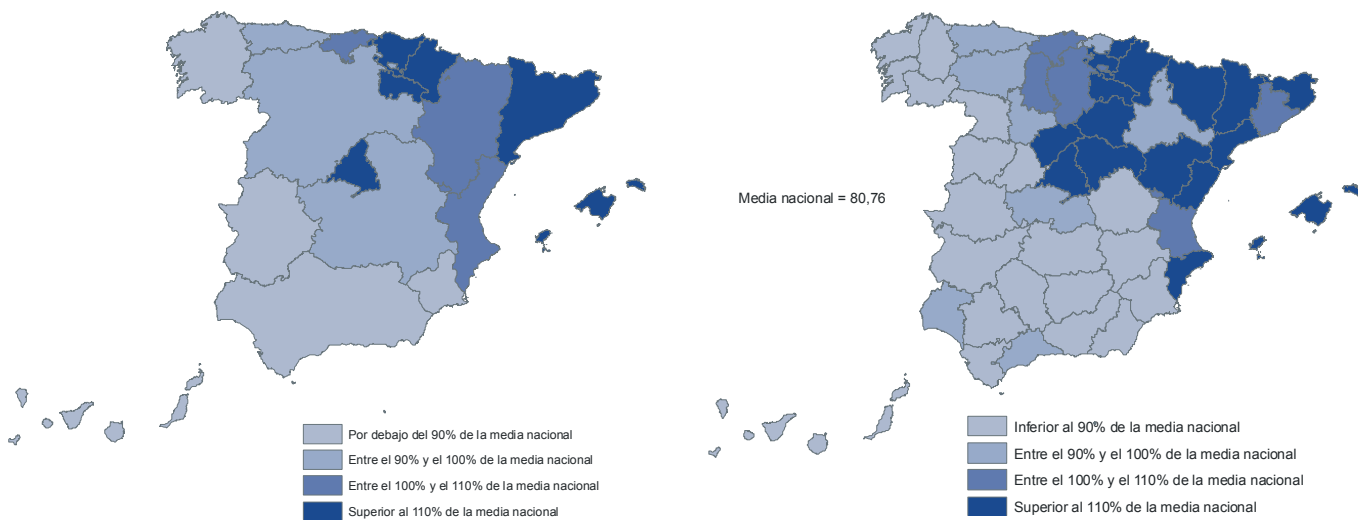 Media nacional = 80,76
Por debajo del 90% de la media nacional
Entre el 90% y el 100% de la media nacional
Entre el 100% y el 110% de la media nacional
Superior al 110% de la media nacional
Inferior al 90% de la media nacional
Entre el 90% y el 100% de la media nacional
Entre el 100% y el 110% de la media nacional
Superior al 110% de la media nacional